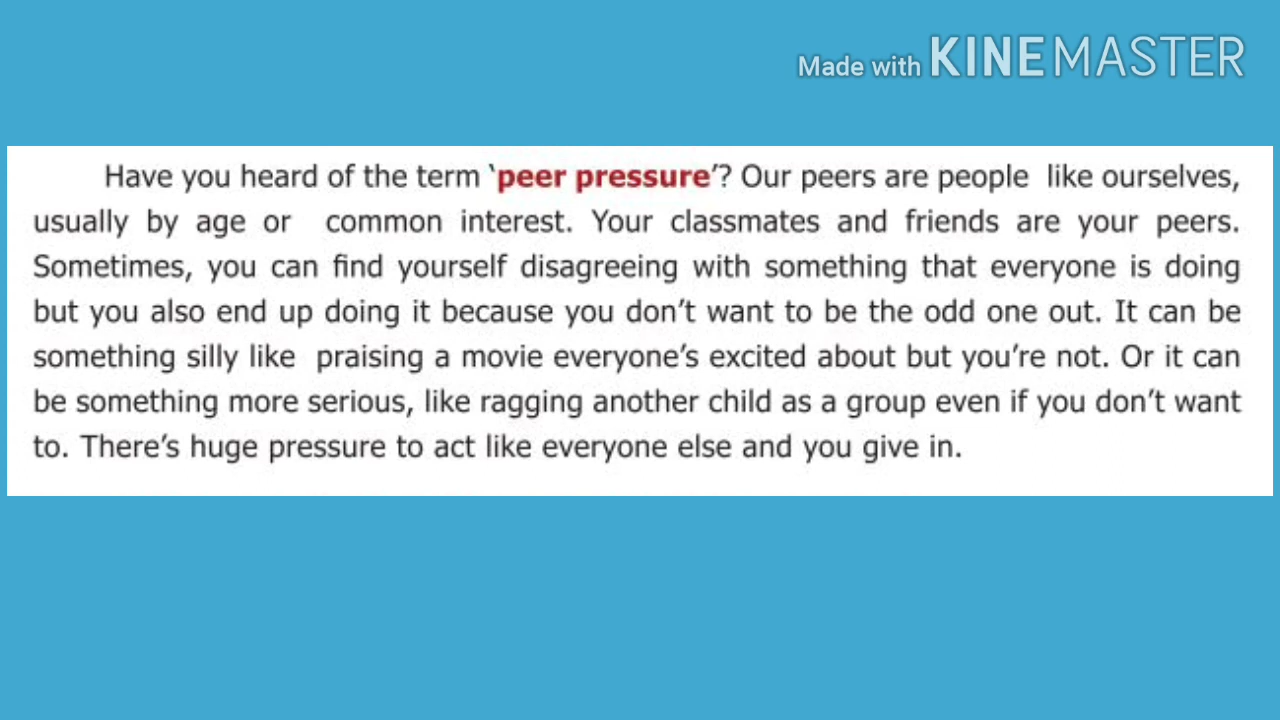 Made with KINEMASTER
Have you heard of the term ‘peer pressure’? Our peers are people like ourselves,
usually by age or common interest. Your classmates and friends are your peers.
Sometimes, you can find yourself disagreeing with something that everyone is doing
but you also end up doing it because you don’t want to be the odd one out. It can be
something silly like praising a movie everyone’s excited about but you’re not. Or it can
be something more serious, like ragging another child as a group even if you don’t want
to. There’s huge pressure to act like everyone else and you give in.